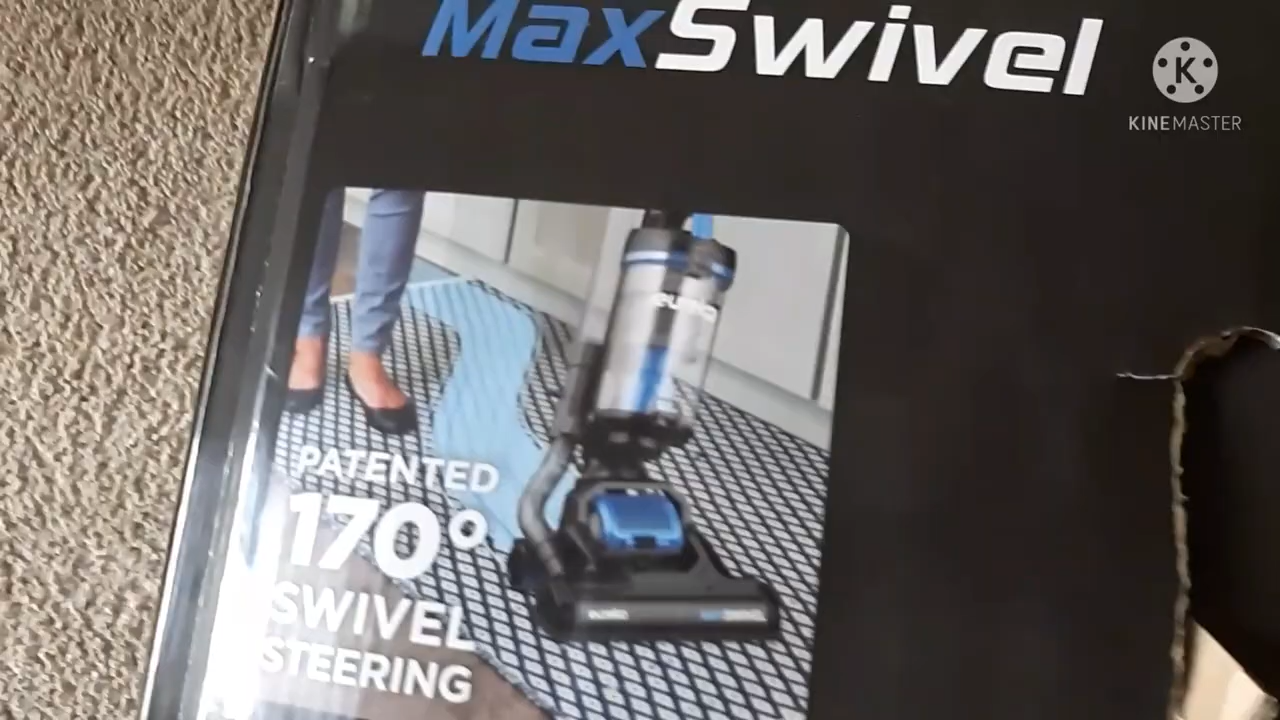 MaxSwivel
KINEMASTER
PATENTED
170°
SWIVEL
STEERING